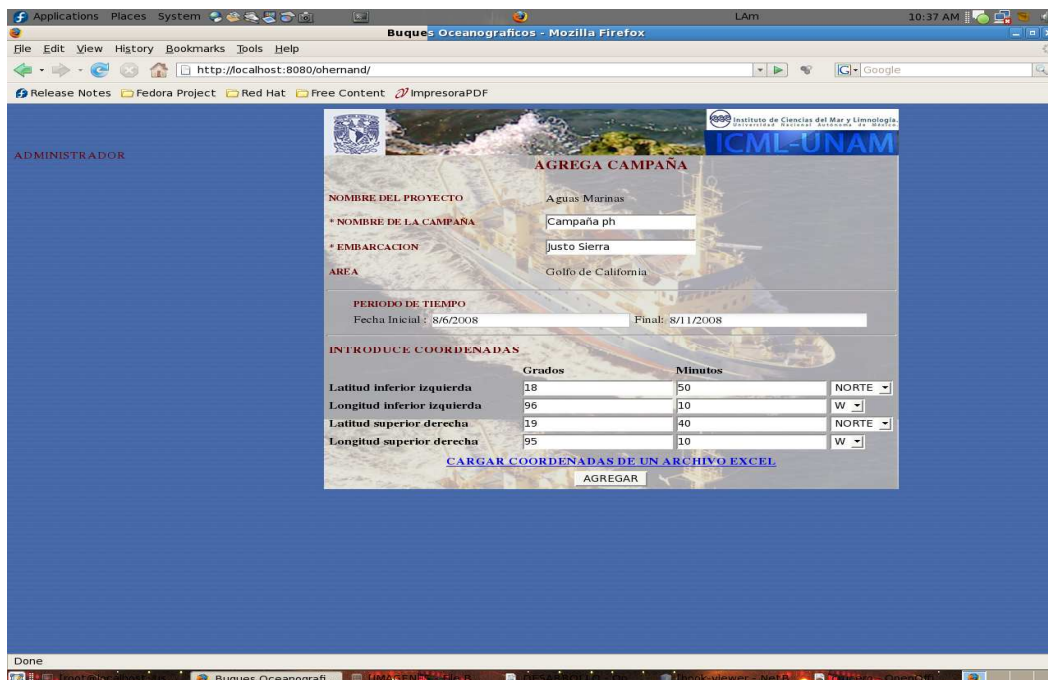 Applications Places System LAm 10:37 AM
Buques Oceanograficos - Mozilla Firefox
File Edit View History Bookmarks Tools Help
http://localhost:8080/ohernand/ Google
Release Notes Fedora Project Red Hat Free Content ImpresoraPDF
Instituto de Ciencias del Mar y Limnología.
Universidad Nacional Autónoma de México.
ICML-UNAM
ADMINISTRADOR
AGREGA CAMPAÑA
NOMBRE DEL PROYECTO Aguas Marinas
* NOMBRE DE LA CAMPAÑA Campaña ph
* EMBARCACION Justo Sierra
AREA Golfo de California
PERIODO DE TIEMPO
Fecha Inicial : 8/6/2008 Final: 8/11/2008
INTRODUCE COORDENADAS
Grados Minutos
Latitud inferior izquierda 18 50 NORTE
Longitud inferior izquierda 96 10 W
Latitud superior derecha 19 40 NORTE
Longitud superior derecha 95 10 W
CARGAR COORDENADAS DE UN ARCHIVO EXCEL
AGREGAR
Done
Buques Oceanografi